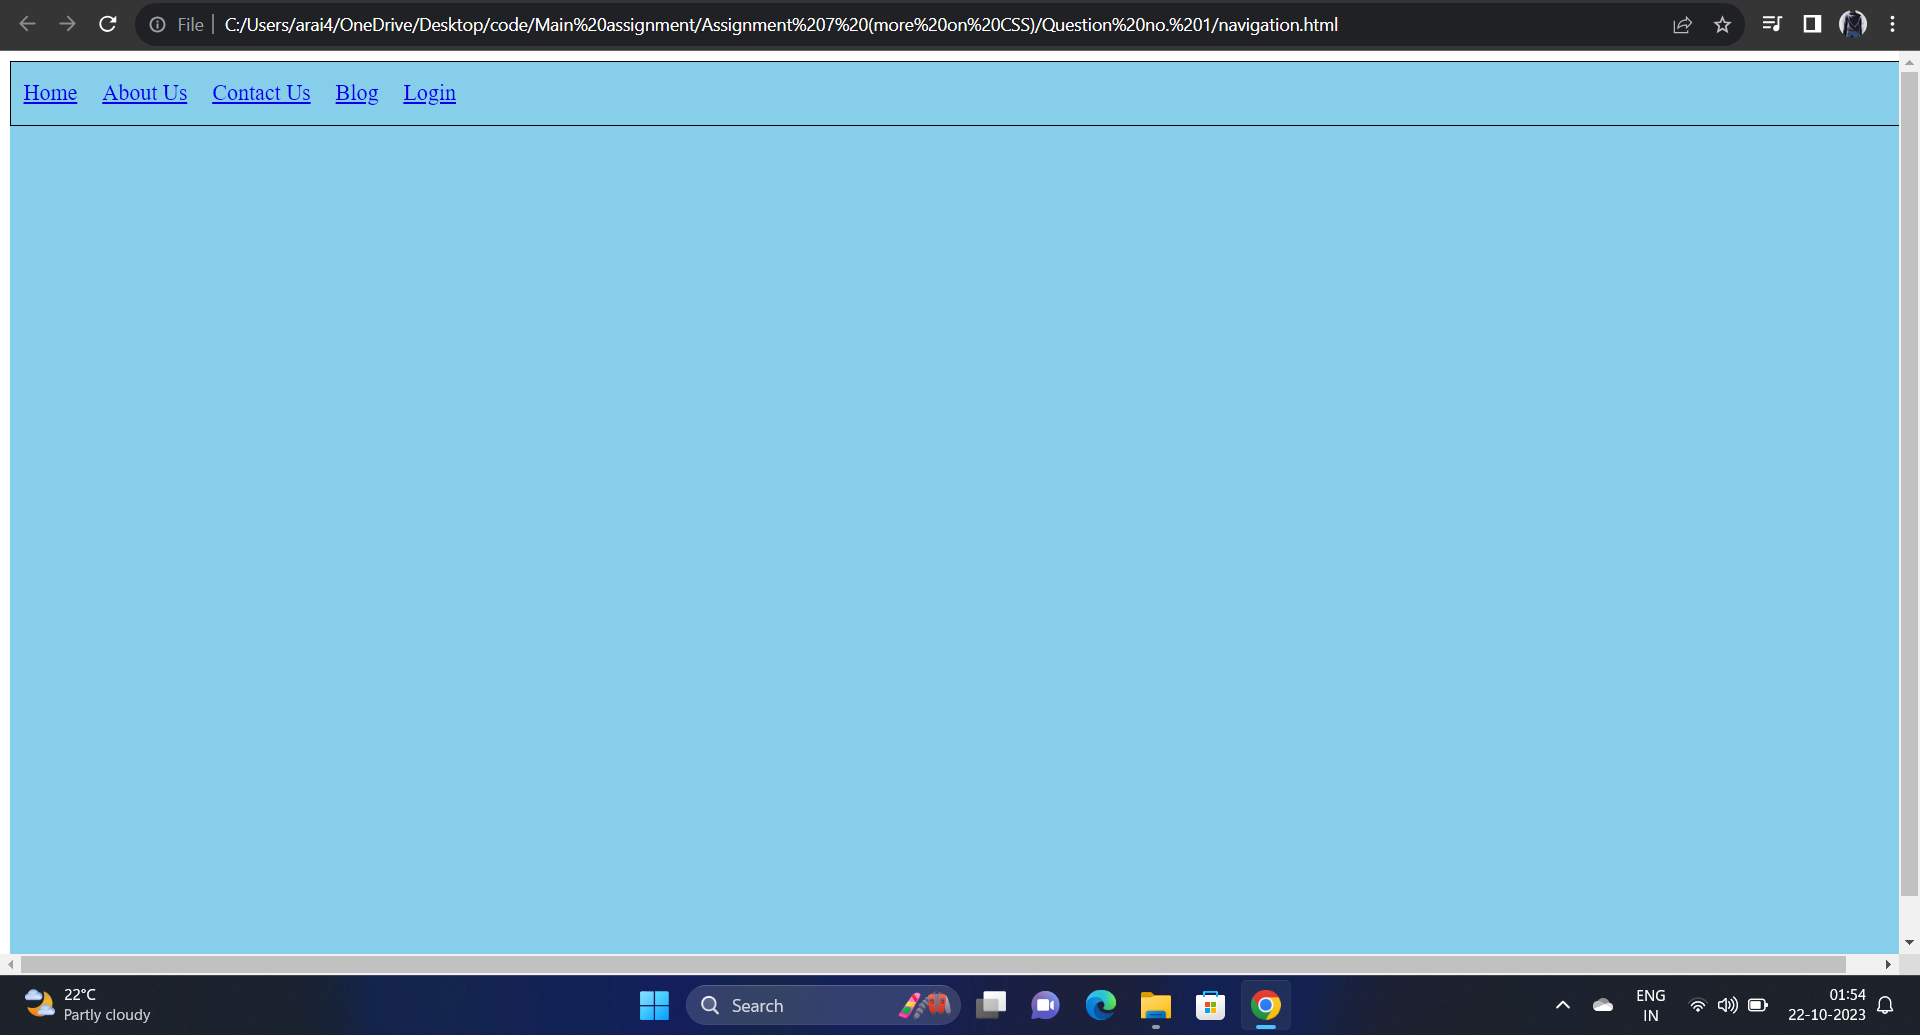 File C:/Users/arai4/OneDrive/Desktop/code/Main%20assignment/Assignment%207%20(more%20on%20CSS)/Question%20no.%201/navigation.html
Home About Us Contact Us Blog Login
22°C
Partly cloudy
Search
ENG
IN
01:54
22-10-2023